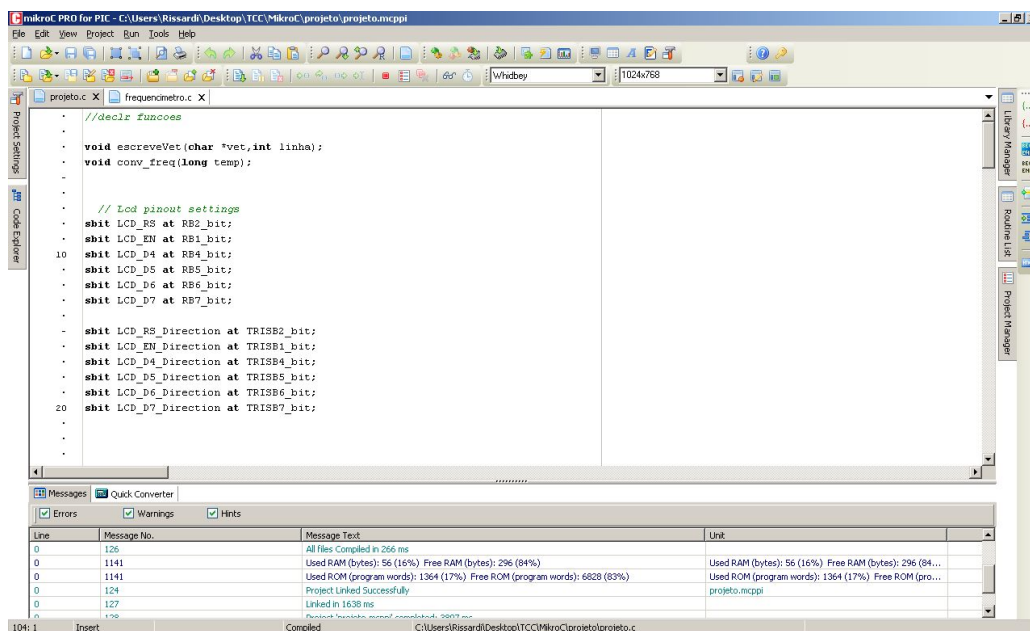 mikroC PRO for PIC - C:\Users\Rissardi\Desktop\TCC\MikroC\projeto\projeto.mcppi
File Edit View Project Run Tools Help
Whidbey 1024x768
projeto.c X frequencimetro.c X
Project Settings
Code Explorer
//declr funcoes
void escreveVet(char *vet,int linha);
void conv_freq(long temp);
// Lcd pinout settings
sbit LCD_RS at RB2_bit;
sbit LCD_EN at RB1_bit;
10 sbit LCD_D4 at RB4_bit;
sbit LCD_D5 at RB5_bit;
sbit LCD_D6 at RB6_bit;
sbit LCD_D7 at RB7_bit;
sbit LCD_RS_Direction at TRISB2_bit;
sbit LCD_EN_Direction at TRISB1_bit;
sbit LCD_D4_Direction at TRISB4_bit;
sbit LCD_D5_Direction at TRISB5_bit;
sbit LCD_D6_Direction at TRISB6_bit;
20 sbit LCD_D7_Direction at TRISB7_bit;
Library Manager
Routine List
Project Manager
Messages Quick Converter
Errors Warnings Hints
Line Message No. Message Text Unit
0 126 All files Compiled in 266 ms
0 1141 Used RAM (bytes): 56 (16%) Free RAM (bytes): 296 (84%) Used RAM (bytes): 56 (16%) Free RAM (bytes): 296 (84...
0 1141 Used ROM (program words): 1364 (17%) Free ROM (program words): 6828 (83%) Used ROM (program words): 1364 (17%) Free ROM (pro...
0 124 Project Linked Successfully projeto.mcppi
0 127 Linked in 1638 ms
0 128 Project 'projeto.mcppi' completed: 2807 ms
104: 1 Insert Compiled C:\Users\Rissardi\Desktop\TCC\MikroC\projeto\projeto.c